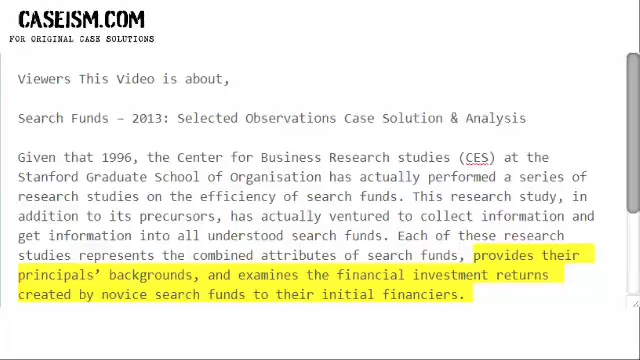 CASEISM.COM
FOR ORIGINAL CASE SOLUTIONS
Viewers This Video is about,
Search Funds – 2013: Selected Observations Case Solution & Analysis
Given that 1996, the Center for Business Research studies (CES) at the
Stanford Graduate School of Organisation has actually performed a series of
research studies on the efficiency of search funds. This research study, in
addition to its precursors, has actually ventured to collect information and
get information into all understood search funds. Each of these research
studies represents the combined attributes of search funds, provides their
principals’ backgrounds, and examines the financial investment returns
created by novice search funds to their initial financiers.